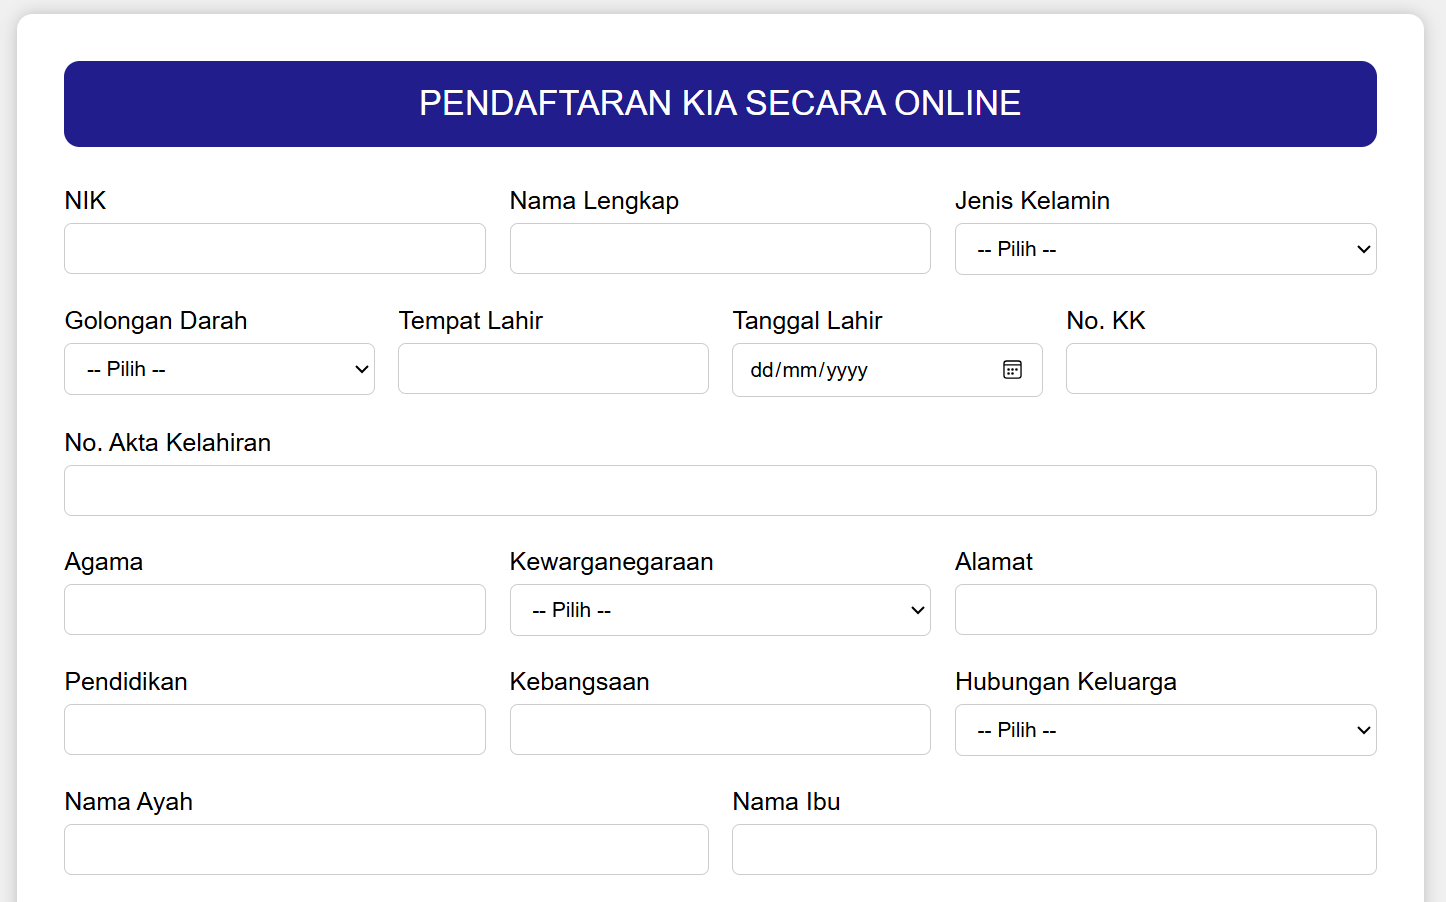 PENDAFTARAN KIA SECARA ONLINE
NIK
Nama Lengkap
Jenis Kelamin
-- Pilih --
Golongan Darah
Tempat Lahir
Tanggal Lahir
No. KK
-- Pilih --
dd/mm/yyyy
No. Akta Kelahiran
Agama
Kewarganegaraan
Alamat
-- Pilih --
Pendidikan
Kebangsaan
Hubungan Keluarga
-- Pilih --
Nama Ayah
Nama Ibu